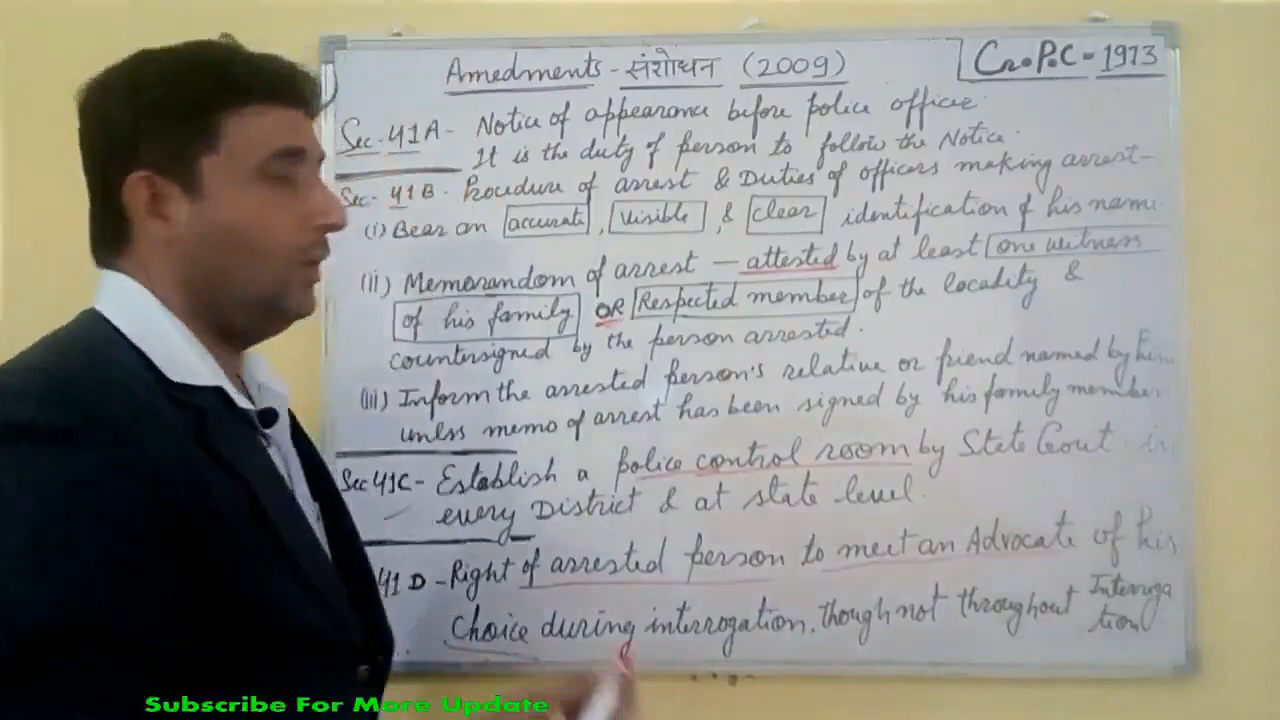 Amedments - संशोधन (2009)
Cr.P.C - 1973
Sec. 41A - Notice of appearance before police officer.
It is the duty of person to follow the Notice.
Sec - 41B - Procedure of arrest & Duties of officers making arrest -
(i) Bear an accurate, visible & clear identification of his name.
(ii) Memorandom of arrest — attested by at least one witness
of his family OR Respected member of the locality &
countersigned by the person arrested.
(iii) Inform the arrested person's relative or friend named by him
unless memo of arrest has been signed by his family member
Sec 41C - Establish a police control room by State Govt in
every District & at state level.
41 D - Right of arrested person to meet an Advocate of his
choice during interrogation. though not throughout Interroga
tion
Subscribe For More Update